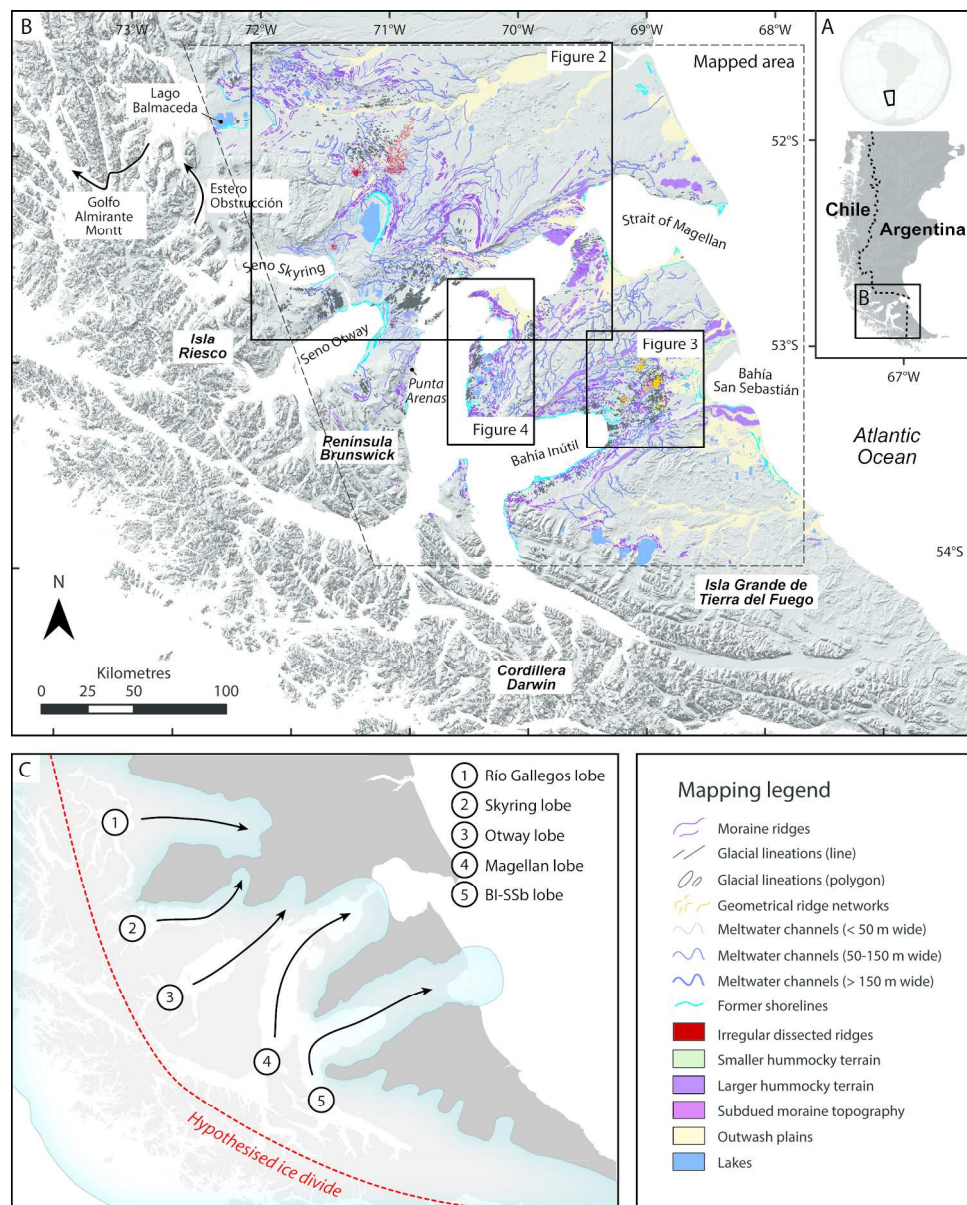 B
73°W
72°W
71°W
70°W
69°W
68°W
A
Figure 2
Mapped area
Lago
Balmaceda
52°S
Golfo
Almirante
Montt
Estero
Obstrucción
Strait of Magellan
Chile
Argentina
Seno Skyring
B
Isla
Riesco
Seno Otway
53°S
67°W
Figure 3
Punta
Arenas
Bahía
San Sebastián
Figure 4
Península
Brunswick
Bahía Inútil
Atlantic
Ocean
54°S
N
Isla Grande de
Tierra del Fuego
Kilometres
0 25 50 100
Cordillera
Darwin
C
1 Río Gallegos lobe
2 Skyring lobe
3 Otway lobe
4 Magellan lobe
5 BI-SSb lobe
1
2
3
4
5
Hypothesised ice divide
Mapping legend
Moraine ridges
Glacial lineations (line)
Glacial lineations (polygon)
Geometrical ridge networks
Meltwater channels (< 50 m wide)
Meltwater channels (50-150 m wide)
Meltwater channels (> 150 m wide)
Former shorelines
Irregular dissected ridges
Smaller hummocky terrain
Larger hummocky terrain
Subdued moraine topography
Outwash plains
Lakes